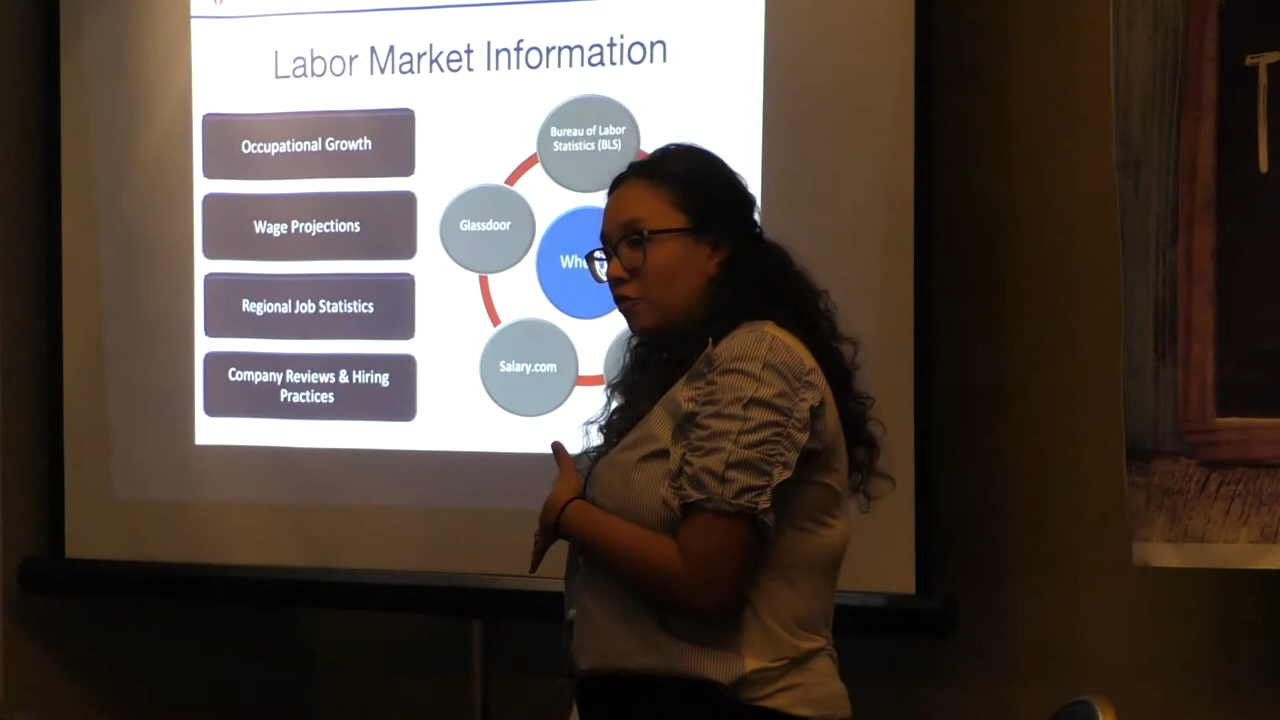 Labor Market Information
Occupational Growth
Wage Projections
Regional Job Statistics
Company Reviews & Hiring
Practices
Bureau of Labor
Statistics (BLS)
Glassdoor
Salary.com